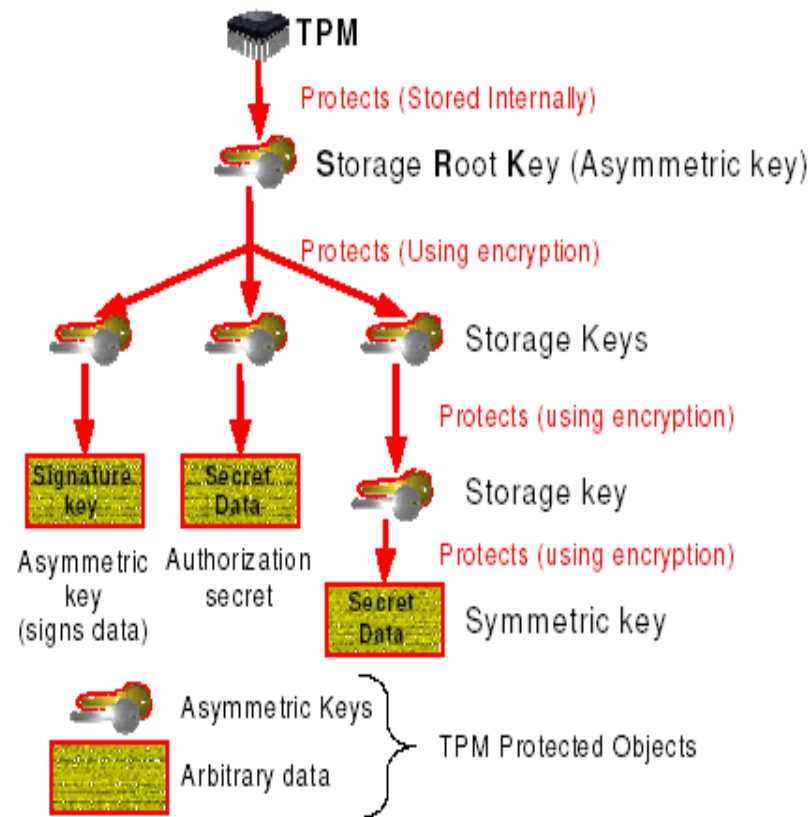 TPM
Protects (Stored Internally)
Storage Root Key (Asymmetric key)
Protects (Using encryption)
Storage Keys
Protects (using encryption)
Signature
key
Secret
Data
Storage key
Asymmetric
key
(signs data)
Authorization
secret
Protects (using encryption)
Secret
Data
Symmetric key
Asymmetric Keys
Arbitrary data
TPM Protected Objects